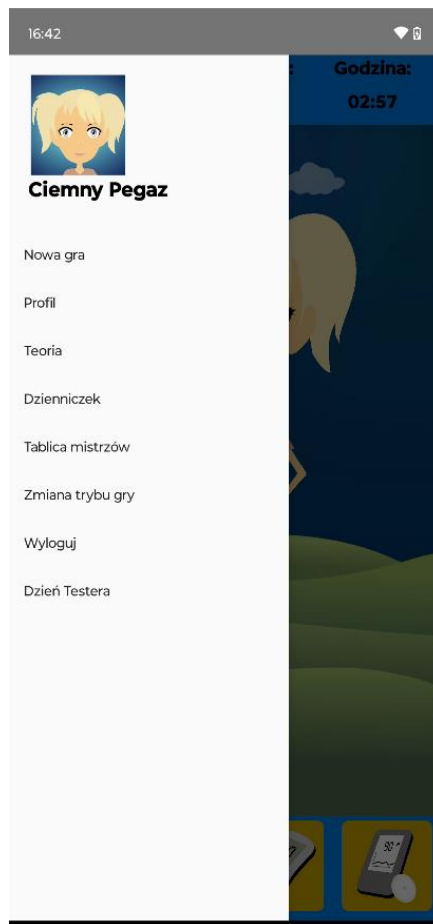 16:42
Godzina:
02:57
Ciemny Pegaz
Nowa gra
Profil
Teoria
Dzienniczek
Tablica mistrzów
Zmiana trybu gry
Wyloguj
Dzień Testera